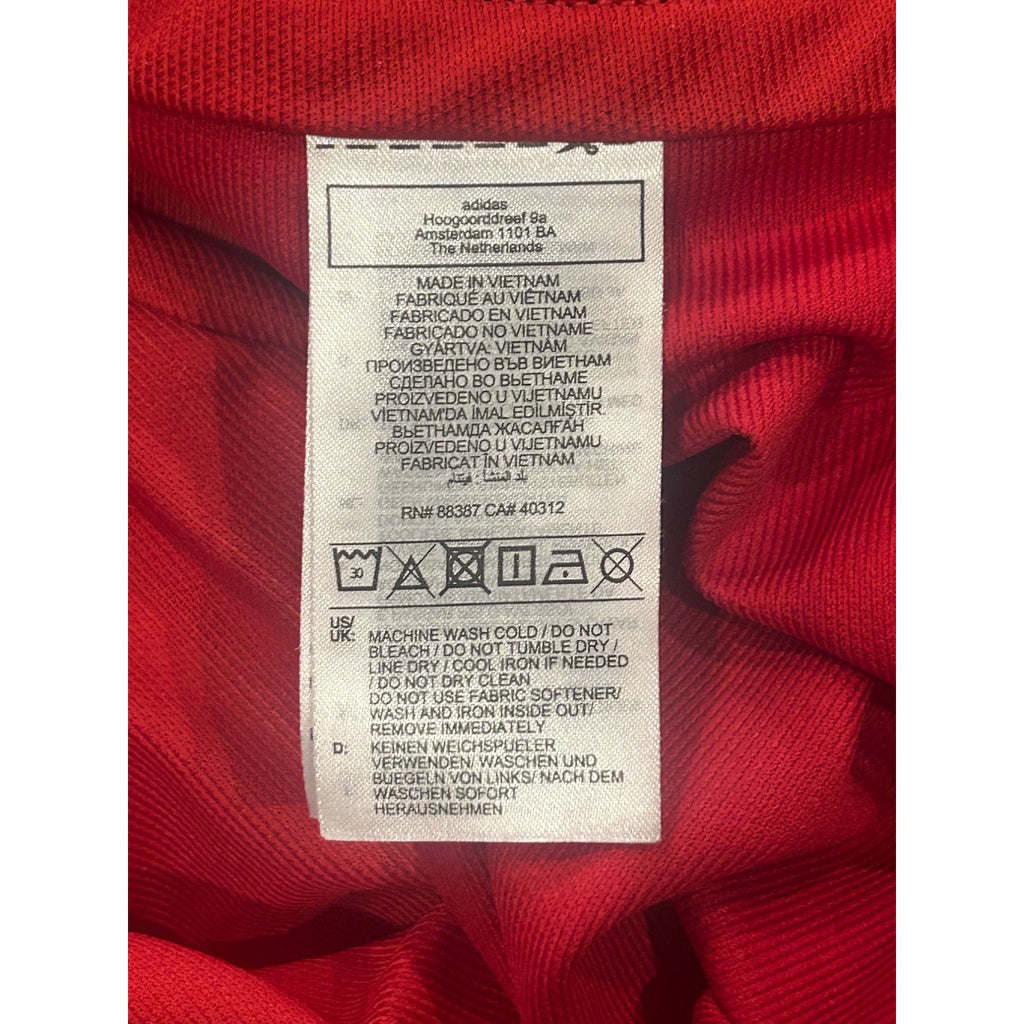 adidas
Hoogoorddreef 9a
Amsterdam 1101 BA
The Netherlands
MADE IN VIETNAM
FABRIQUÉ AU VIÊTNAM
FABRICADO EN VIETNAM
FABRICADO NO VIETNAME
GYÁRTVA: VIETNÁM
ПРОИЗВЕДЕНО ВЪВ ВИЕТНАМ
СДЕЛАНО ВО ВЬЕТНАМЕ
PROIZVEDENO U VIJETNAMU
VİETNAM'DA İMAL EDİLMİŞTİR.
ВЬЕТНАМДА ЖАСАЛҒАН
PROIZVEDENO U VIJETNAMU
FABRICAT ÎN VIETNAM
بلد المنشأ فيتنام
RN# 88387 CA# 40312
30
US/
UK: MACHINE WASH COLD / DO NOT
BLEACH / DO NOT TUMBLE DRY /
LINE DRY / COOL IRON IF NEEDED
/ DO NOT DRY CLEAN
DO NOT USE FABRIC SOFTENER/
WASH AND IRON INSIDE OUT/
REMOVE IMMEDIATELY
D: KEINEN WEICHSPUELER
VERWENDEN/ WASCHEN UND
BUEGELN VON LINKS/ NACH DEM
WASCHEN SOFORT
HERAUSNEHMEN